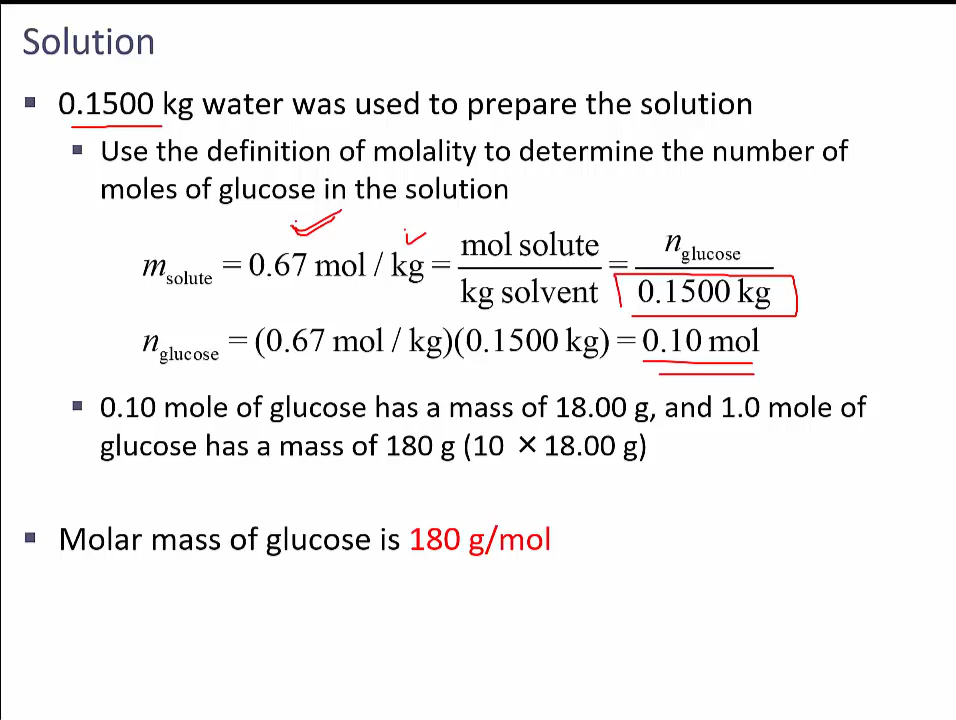 Solution
▪ 0.1500 kg water was used to prepare the solution
▪ Use the definition of molality to determine the number of
moles of glucose in the solution
m_solute = 0.67 mol / kg = mol solute / kg solvent = n_glucose / 0.1500 kg
n_glucose = (0.67 mol / kg)(0.1500 kg) = 0.10 mol
▪ 0.10 mole of glucose has a mass of 18.00 g, and 1.0 mole of
glucose has a mass of 180 g (10 × 18.00 g)
▪ Molar mass of glucose is 180 g/mol